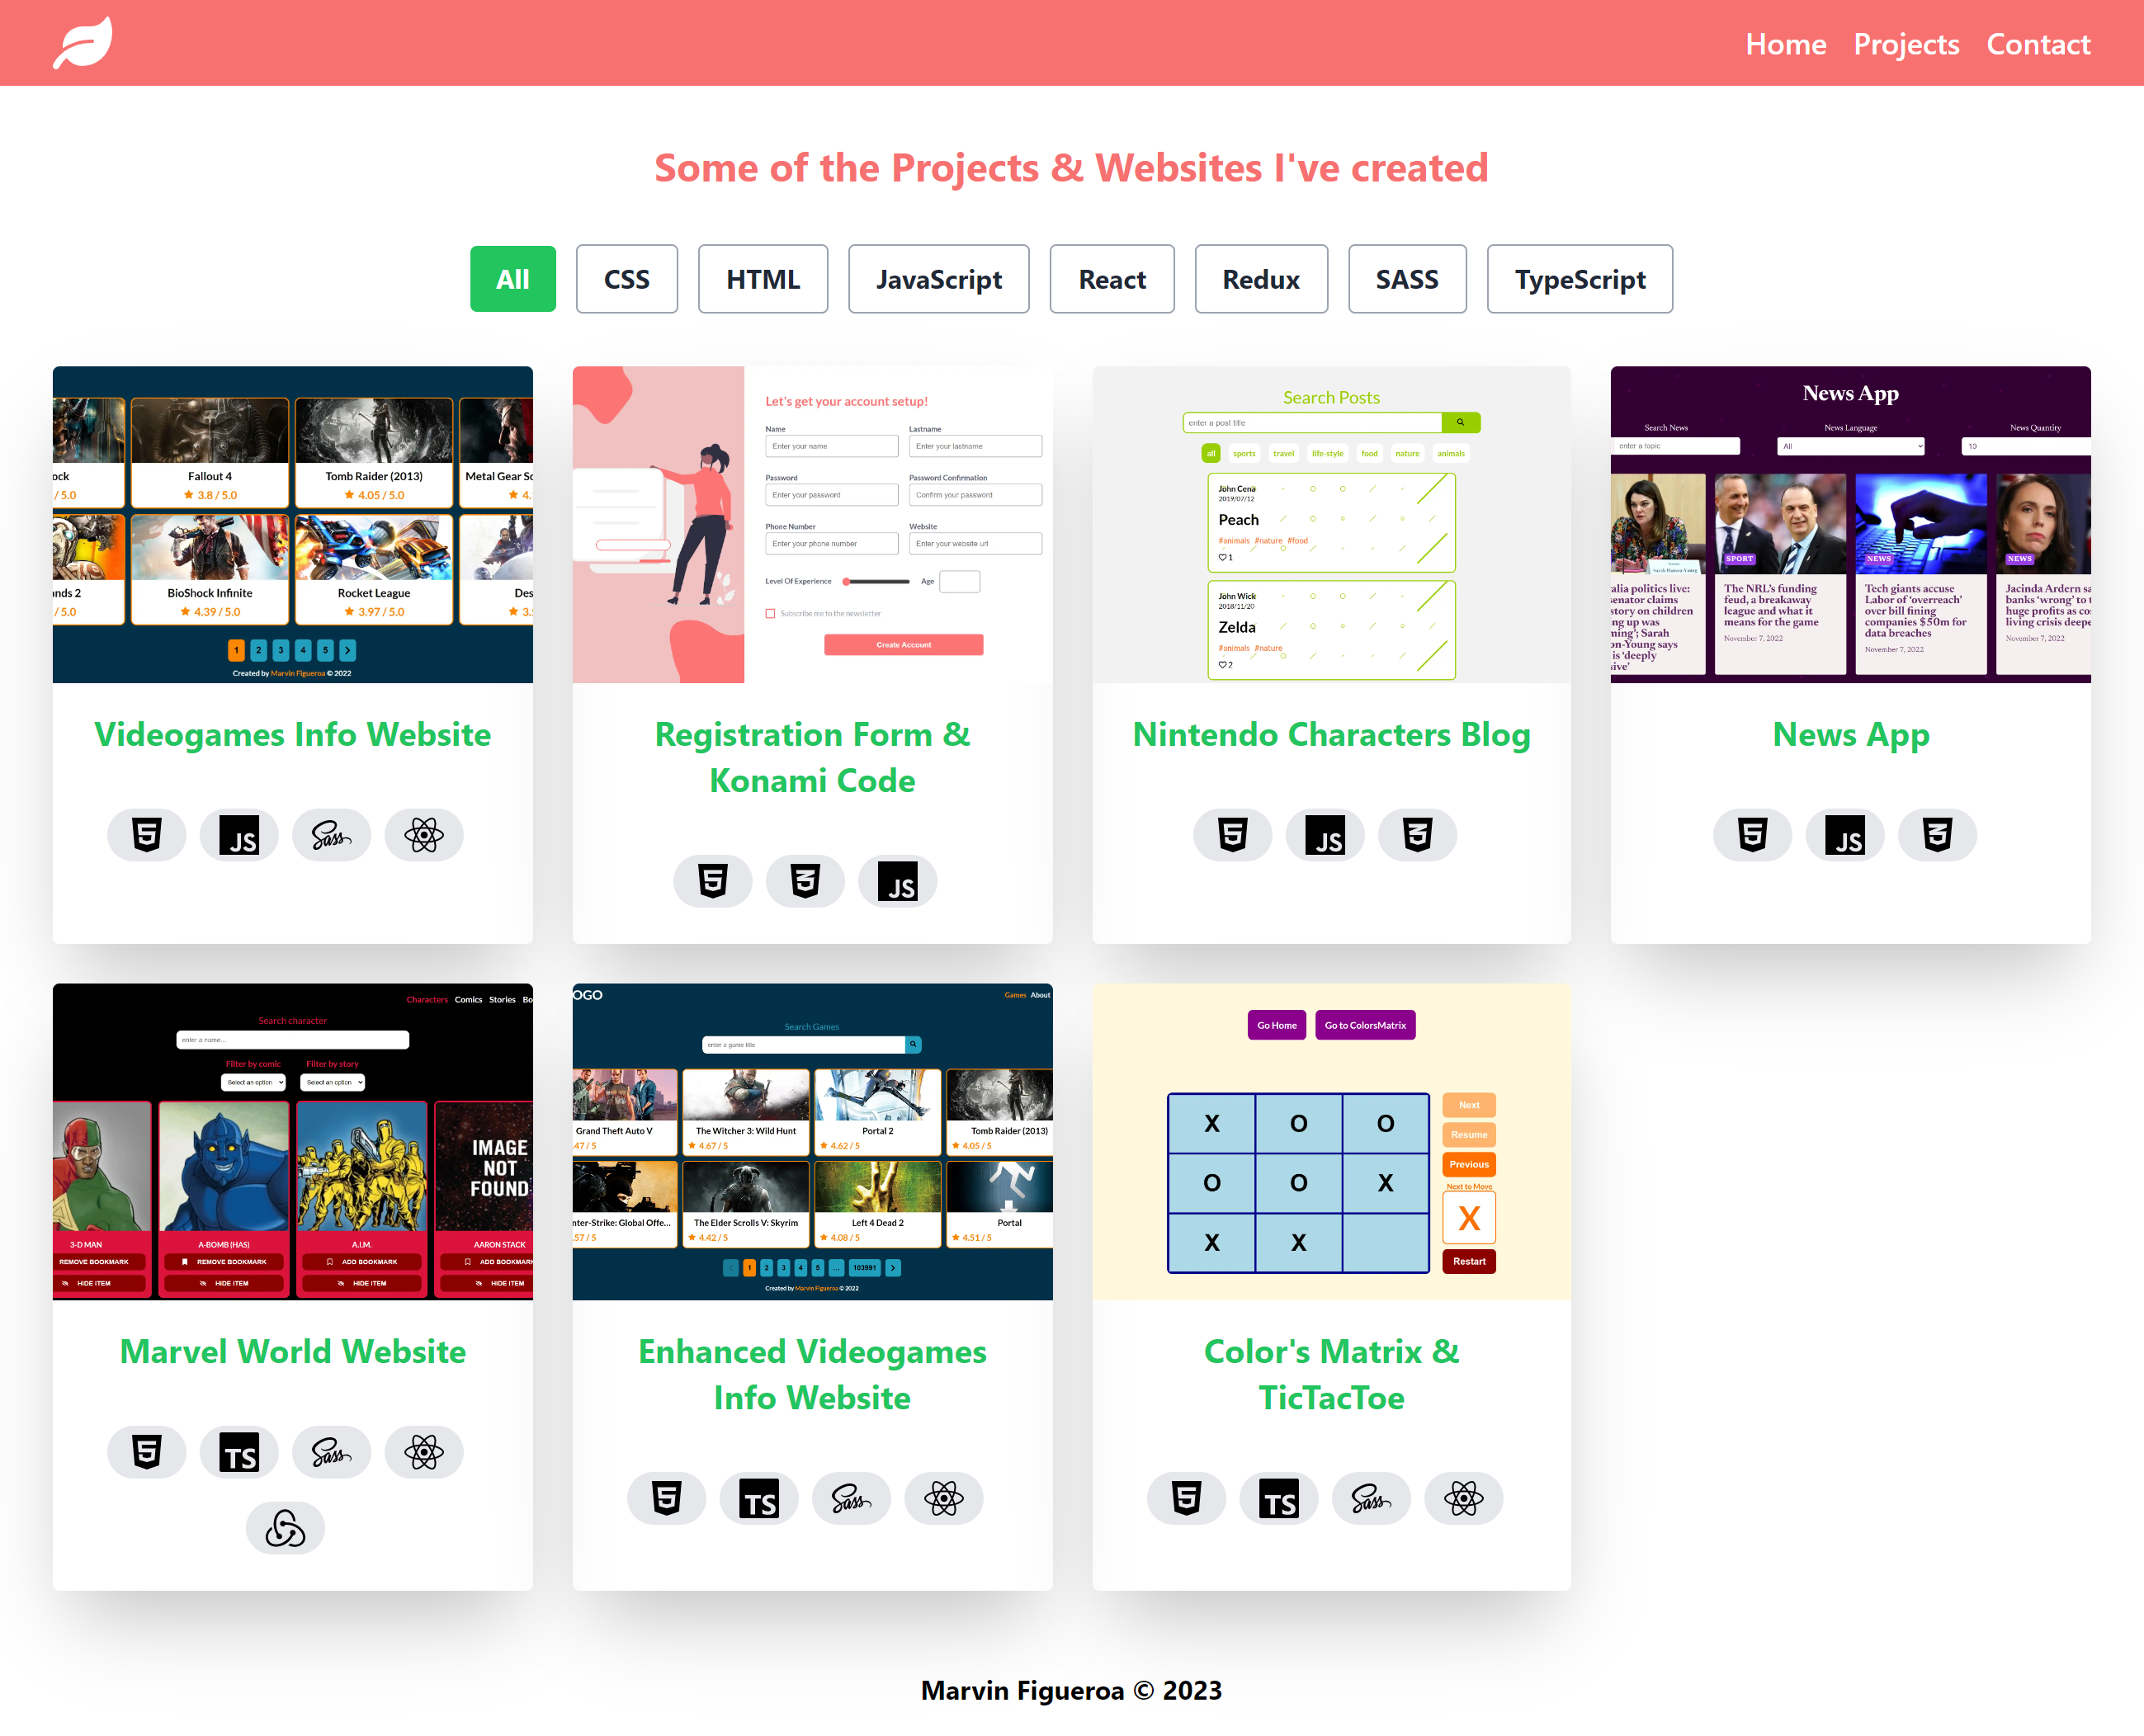 Home Projects Contact
Some of the Projects & Websites I've created
All CSS HTML JavaScript React Redux SASS TypeScript
ock Fallout 4 Tomb Raider (2013) Metal Gear So
/ 5.0 3.8 / 5.0 4.05 / 5.0 4.
nds 2 BioShock Infinite Rocket League Des
/ 5.0 4.39 / 5.0 3.97 / 5.0 3.
1 2 3 4 5
Created by Marvin Figueroa © 2022
Videogames Info Website
JS Sass
Let's get your account setup!
Name Lastname
Enter your name Enter your lastname
Password Password Confirmation
Enter your password Confirm your password
Phone Number Website
Enter your phone number Enter your website url
Level Of Experience Age
Subscribe me to the newsletter
Create Account
Registration Form &
Konami Code
JS
Search Posts
enter a post title
all sports travel life-style food nature animals
John Cena
2019/07/12
Peach
#animals #nature #food
1
John Wick
2018/11/20
Zelda
#animals #nature
2
Nintendo Characters Blog
JS
News App
Search News News Language News Quantity
enter a topic All 10
alia politics live:
senator claims
story on children
ng up was
ming'; Sarah
on-Young says
is 'deeply
sive'
SPORT
The NRL's funding
feud, a breakaway
league and what it
means for the game
November 7, 2022
NEWS
Tech giants accuse
Labor of 'overreach'
over bill fining
companies $50m for
data breaches
November 7, 2022
NEWS
Jacinda Ardern sa
banks 'wrong' to t
huge profits as co
living crisis deepe
November 7, 2022
News App
JS
Characters Comics Stories Bo
Search character
enter a name...
Filter by comic Filter by story
Select an option Select an option
IMAGE
NOT
FOUND
3-D MAN A-BOMB (HAS) A.I.M. AARON STACK
REMOVE BOOKMARK REMOVE BOOKMARK ADD BOOKMARK ADD BOOKMARK
HIDE ITEM HIDE ITEM HIDE ITEM HIDE ITEM
Marvel World Website
TS Sass
OGO Games About
Search Games
enter a game title
Grand Theft Auto V The Witcher 3: Wild Hunt Portal 2 Tomb Raider (2013)
.47 / 5 4.67 / 5 4.62 / 5 4.05 / 5
nter-Strike: Global Offe... The Elder Scrolls V: Skyrim Left 4 Dead 2 Portal
.57 / 5 4.42 / 5 4.08 / 5 4.51 / 5
1 2 3 4 5 ... 103991
Created by Marvin Figueroa © 2022
Enhanced Videogames
Info Website
TS Sass
Go Home Go to ColorsMatrix
X O O
O O X
X X
Next
Resume
Previous
Next to Move
X
Restart
Color's Matrix &
TicTacToe
TS Sass
Marvin Figueroa © 2023